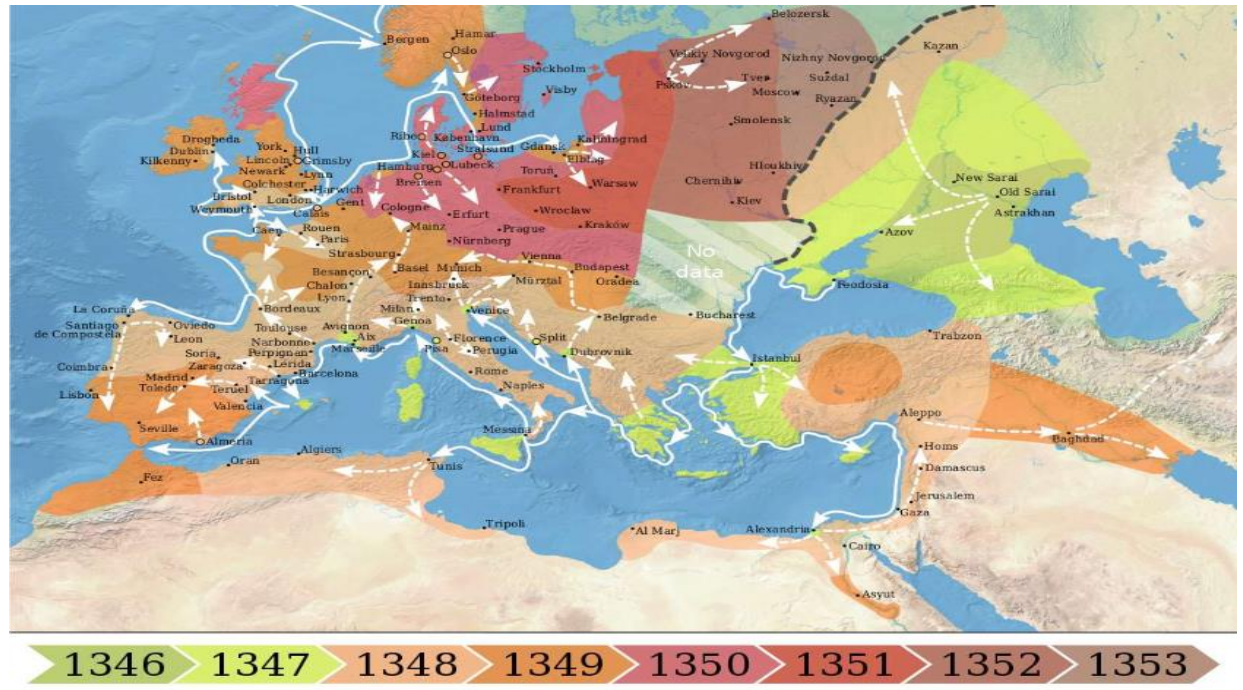 Belozersk
Bergen
Hamar
Oslo
Kazan
Velikiy Novgorod
Nizhny Novgorod
Stockholm
Pskov
Tver
Suzdal
Moscow
Ryazan
Göteborg
Visby
Halmstad
Smolensk
Drogheda
Dublin
Kilkenny
York
Hull
Lincoln
Grimsby
Newark
Lynn
Ribe
Lund
København
Stralsund
Kaliningrad
Gdansk
Elbląg
Kiel
Hamburg
Lubeck
Bremen
Toruń
Hloukhiv
Colchester
Harwich
Bristol
London
Weymouth
Calais
Gent
Cologne
Frankfurt
Warsaw
Chernihiv
Kiev
New Sarai
Old Sarai
Astrakhan
Erfurt
Wroclaw
Caen
Rouen
Paris
Mainz
Prague
Kraków
Nürnberg
Azov
No
data
Strasbourg
Vienna
Besançon
Basel
Munich
Budapest
Chalon
Innsbruck
Mürztal
Oradea
Feodosia
Lyon
Trento
La Coruña
Bordeaux
Milan
Venice
Santiago
de Compostela
Oviedo
Leon
Toulouse
Avignon
Genoa
Belgrade
Bucharest
Narbonne
Aix
Marseille
Florence
Split
Trabzon
Pisa
Perugia
Dubrovnik
Soria
Perpignan
Istanbul
Coimbra
Zaragoza
Lérida
Rome
Madrid
Barcelona
Toledo
Tarragona
Teruel
Naples
Lisbon
Valencia
Aleppo
Seville
Messina
Baghdad
Almeria
Homs
Algiers
Oran
Tunis
Damascus
Fez
Jerusalem
Gaza
Tripoli
Al Marj
Alexandria
Cairo
Asyut
1346 1347 1348 1349 1350 1351 1352 1353